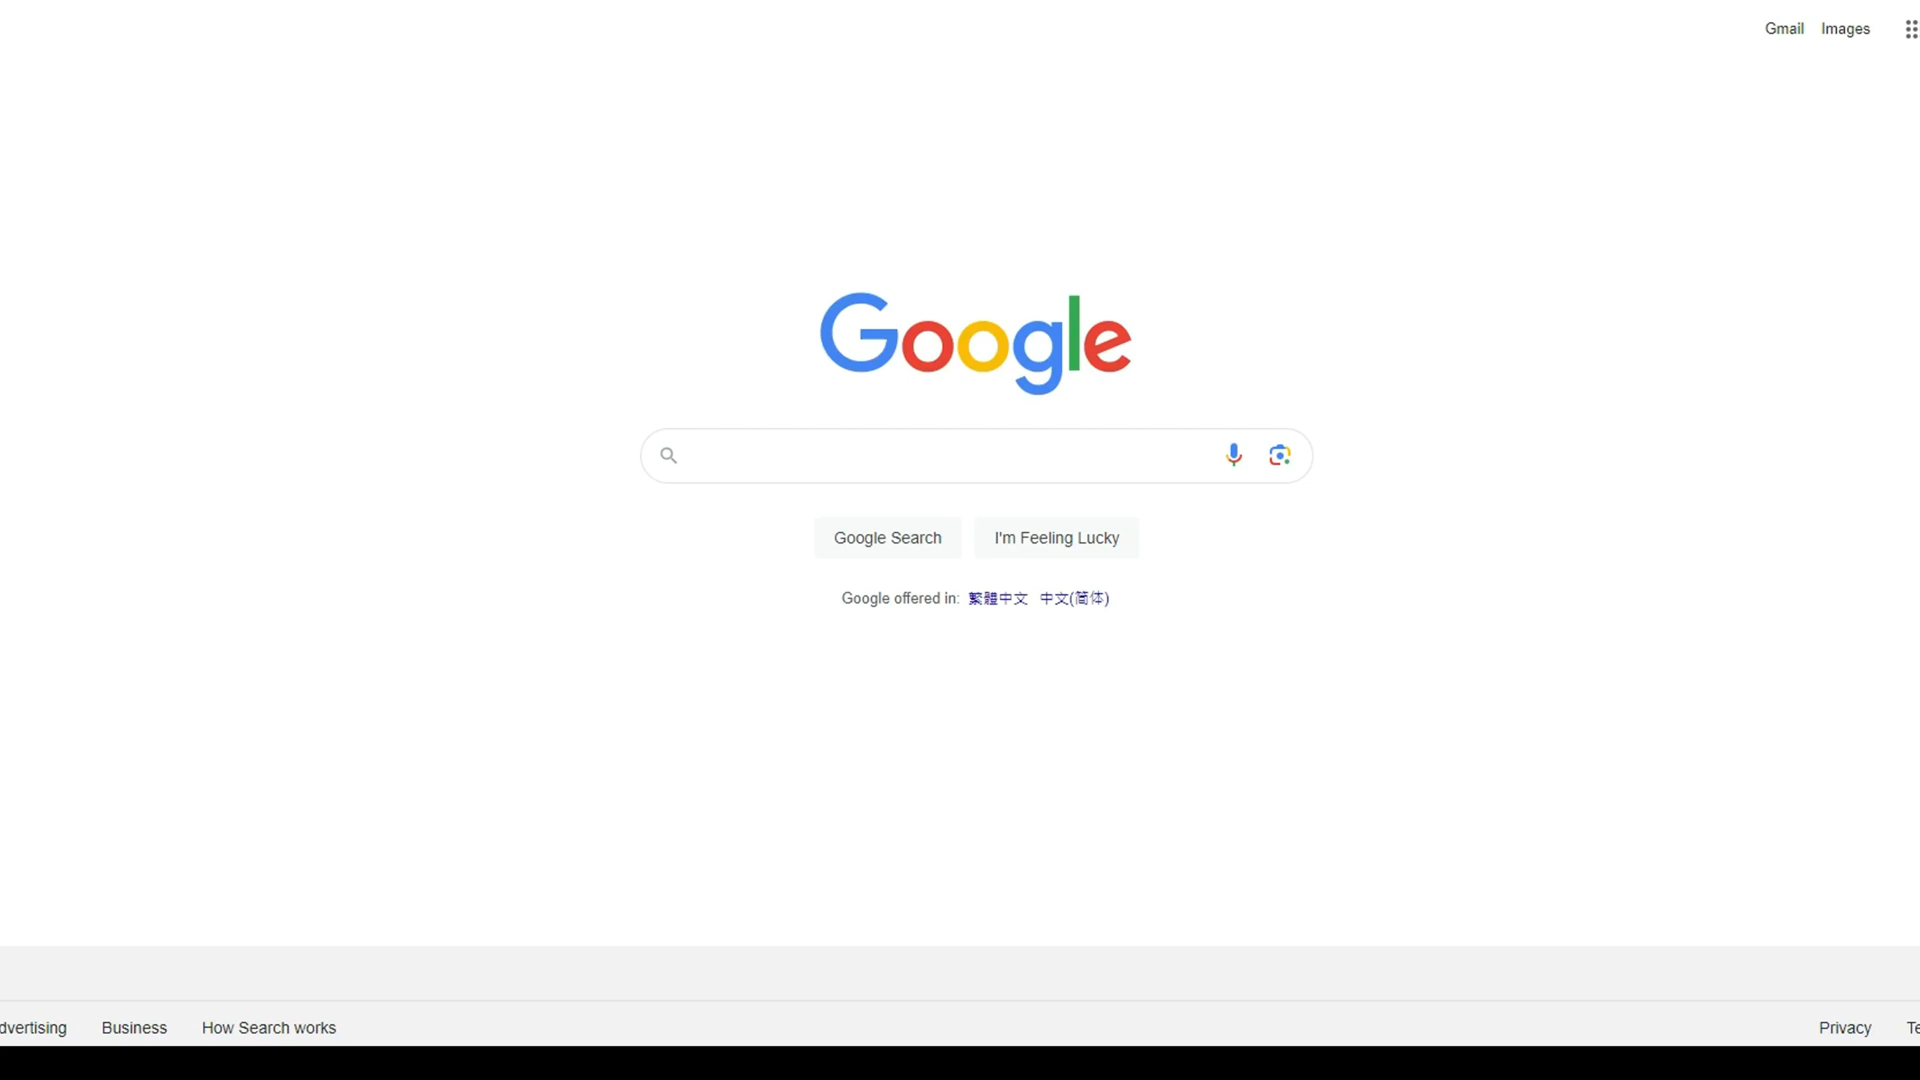 Gmail Images
Google
Google Search I'm Feeling Lucky
Google offered in: 繁體中文 中文(简体)
dvertising Business How Search works Privacy Te